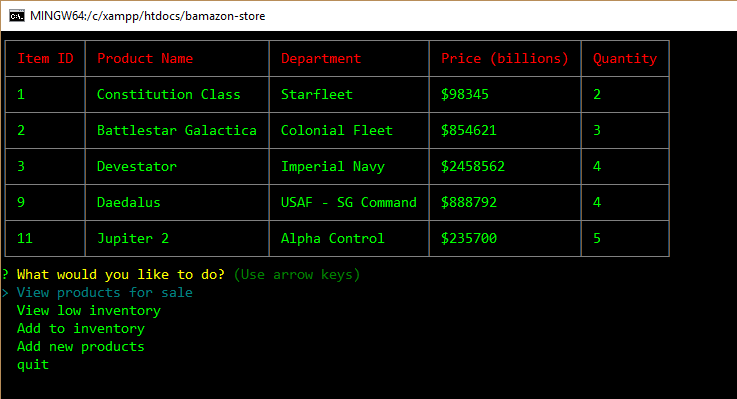 MINGW64:/c/xampp/htdocs/bamazon-store
Item ID Product Name Department Price (billions) Quantity
1 Constitution Class Starfleet $98345 2
2 Battlestar Galactica Colonial Fleet $854621 3
3 Devestator Imperial Navy $2458562 4
9 Daedalus USAF - SG Command $888792 4
11 Jupiter 2 Alpha Control $235700 5
? What would you like to do? (Use arrow keys)
> View products for sale
View low inventory
Add to inventory
Add new products
quit